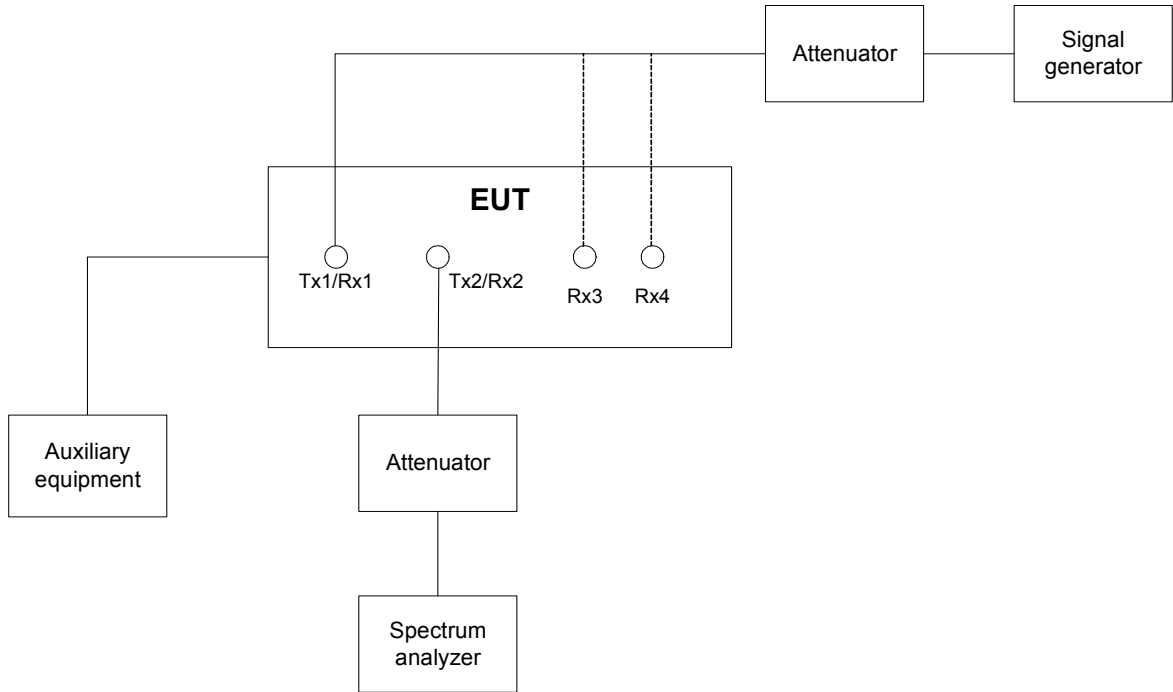 Attenuator
Signal
generator
EUT
Tx1/Rx1
Tx2/Rx2
Rx3
Rx4
Auxiliary
equipment
Attenuator
Spectrum
analyzer